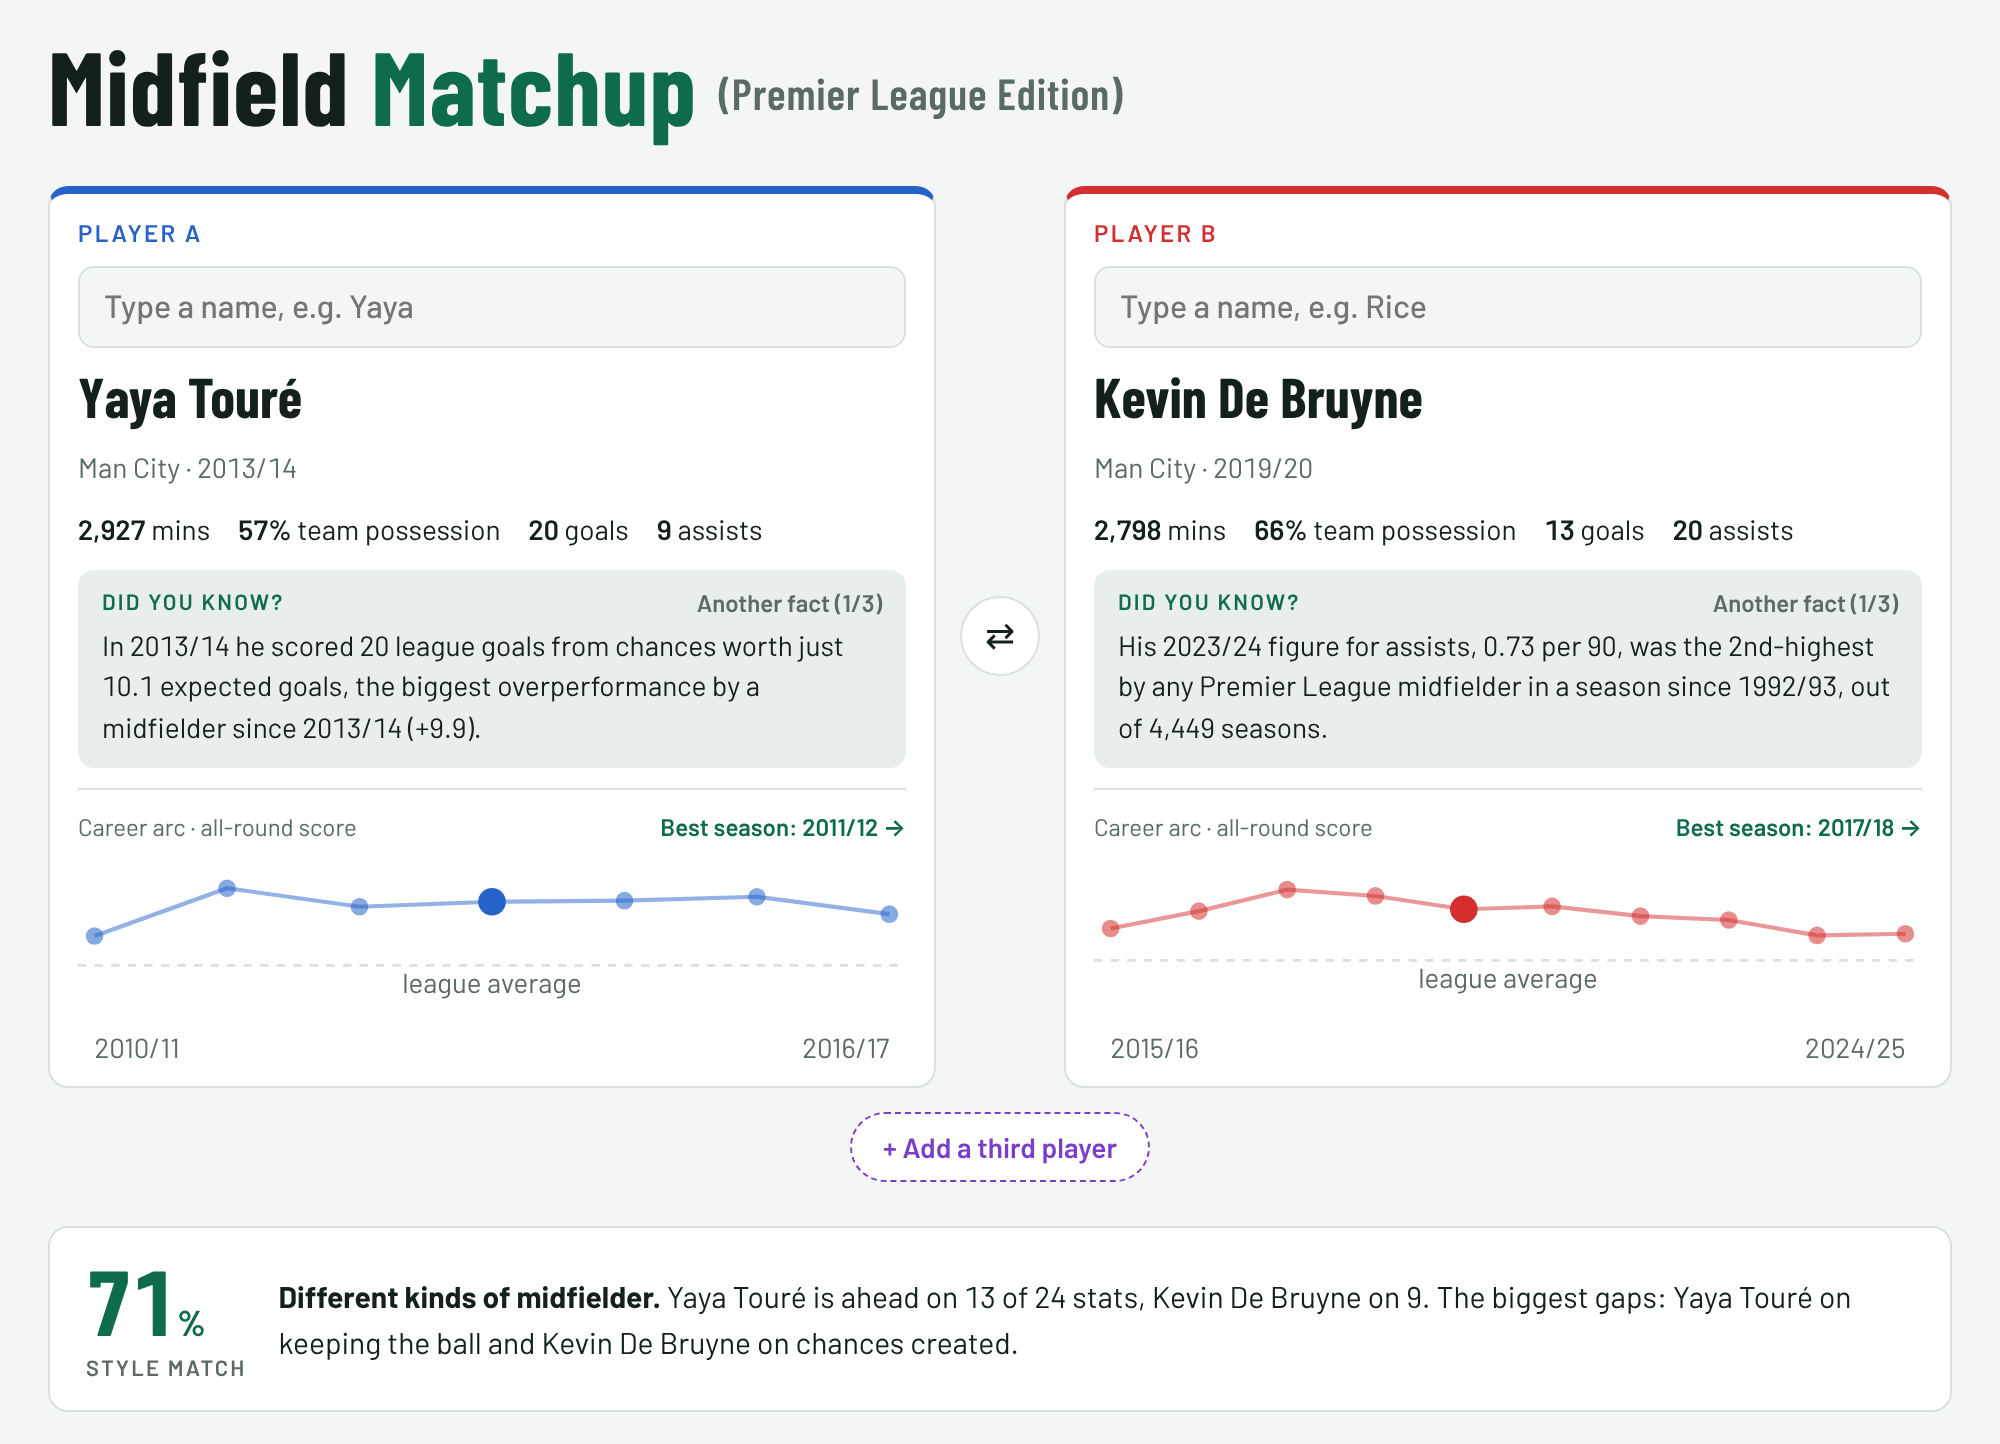 Midfield Matchup (Premier League Edition)
PLAYER A
Type a name, e.g. Yaya
Yaya Touré
Man City · 2013/14
2,927 mins 57% team possession 20 goals 9 assists
DID YOU KNOW? Another fact (1/3)
In 2013/14 he scored 20 league goals from chances worth just
10.1 expected goals, the biggest overperformance by a
midfielder since 2013/14 (+9.9).
Career arc · all-round score Best season: 2011/12 →
league average
2010/11 2016/17
⇄
PLAYER B
Type a name, e.g. Rice
Kevin De Bruyne
Man City · 2019/20
2,798 mins 66% team possession 13 goals 20 assists
DID YOU KNOW? Another fact (1/3)
His 2023/24 figure for assists, 0.73 per 90, was the 2nd-highest
by any Premier League midfielder in a season since 1992/93, out
of 4,449 seasons.
Career arc · all-round score Best season: 2017/18 →
league average
2015/16 2024/25
+ Add a third player
71%
STYLE MATCH
Different kinds of midfielder. Yaya Touré is ahead on 13 of 24 stats, Kevin De Bruyne on 9. The biggest gaps: Yaya Touré on
keeping the ball and Kevin De Bruyne on chances created.